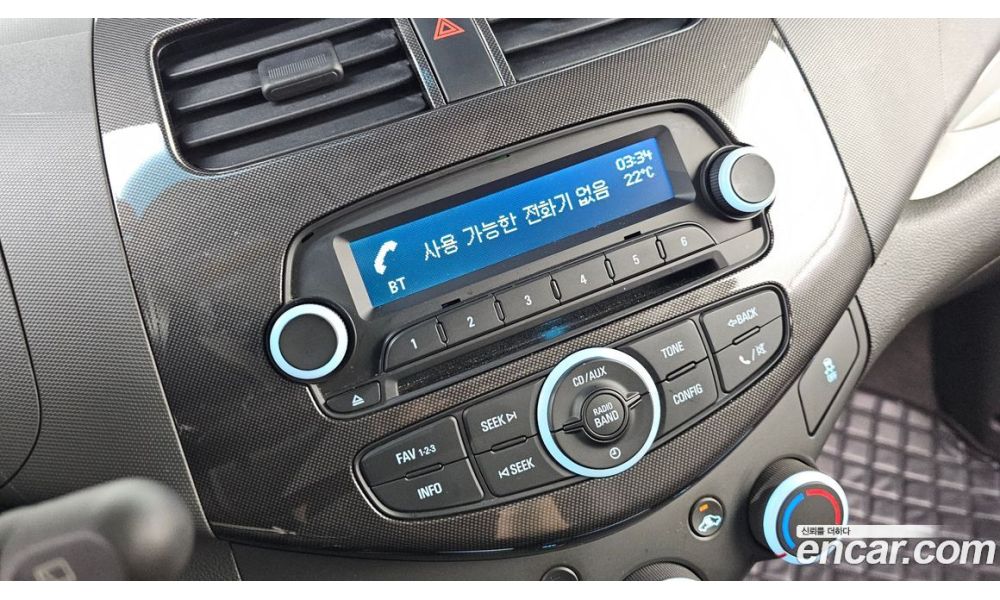 03:34
22°C
사용 가능한 전화기 없음
BT
1 2 3 4 5 6
BACK
CD/AUX
TONE
SEEK
RADIO
BAND
CONFIG
FAV 1-2-3
SEEK
INFO
신뢰를 더하다
encar.com